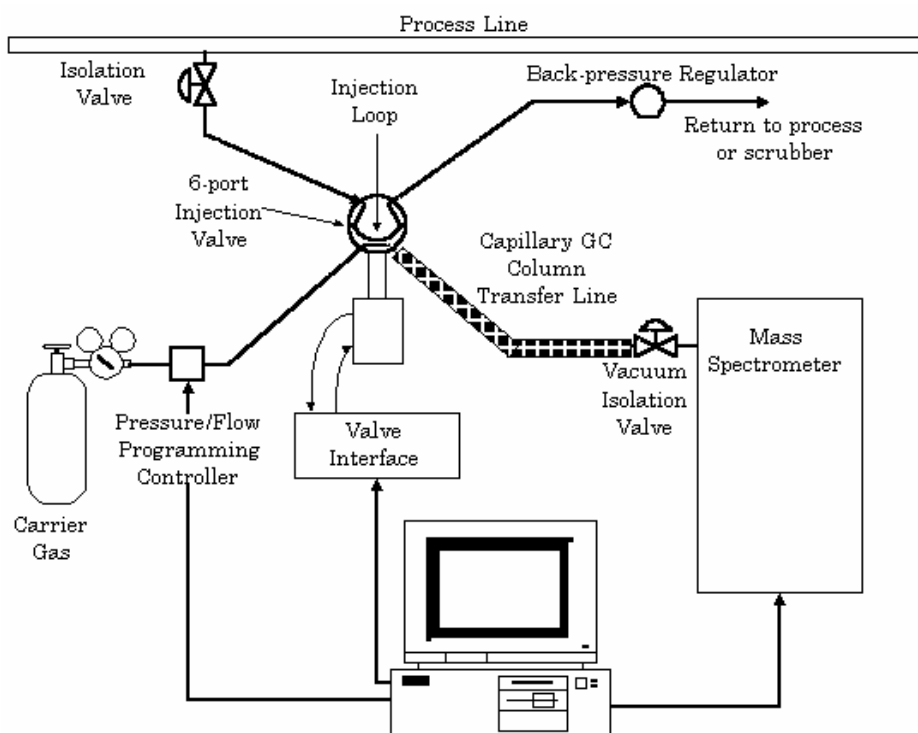 Process Line
Isolation
Valve
Injection
Loop
Back-pressure Regulator
Return to process
or scrubber
6-port
Injection
Valve
Capillary GC
Column
Transfer Line
Mass
Spectrometer
Vacuum
Isolation
Valve
Pressure/Flow
Programming
Controller
Valve
Interface
Carrier
Gas